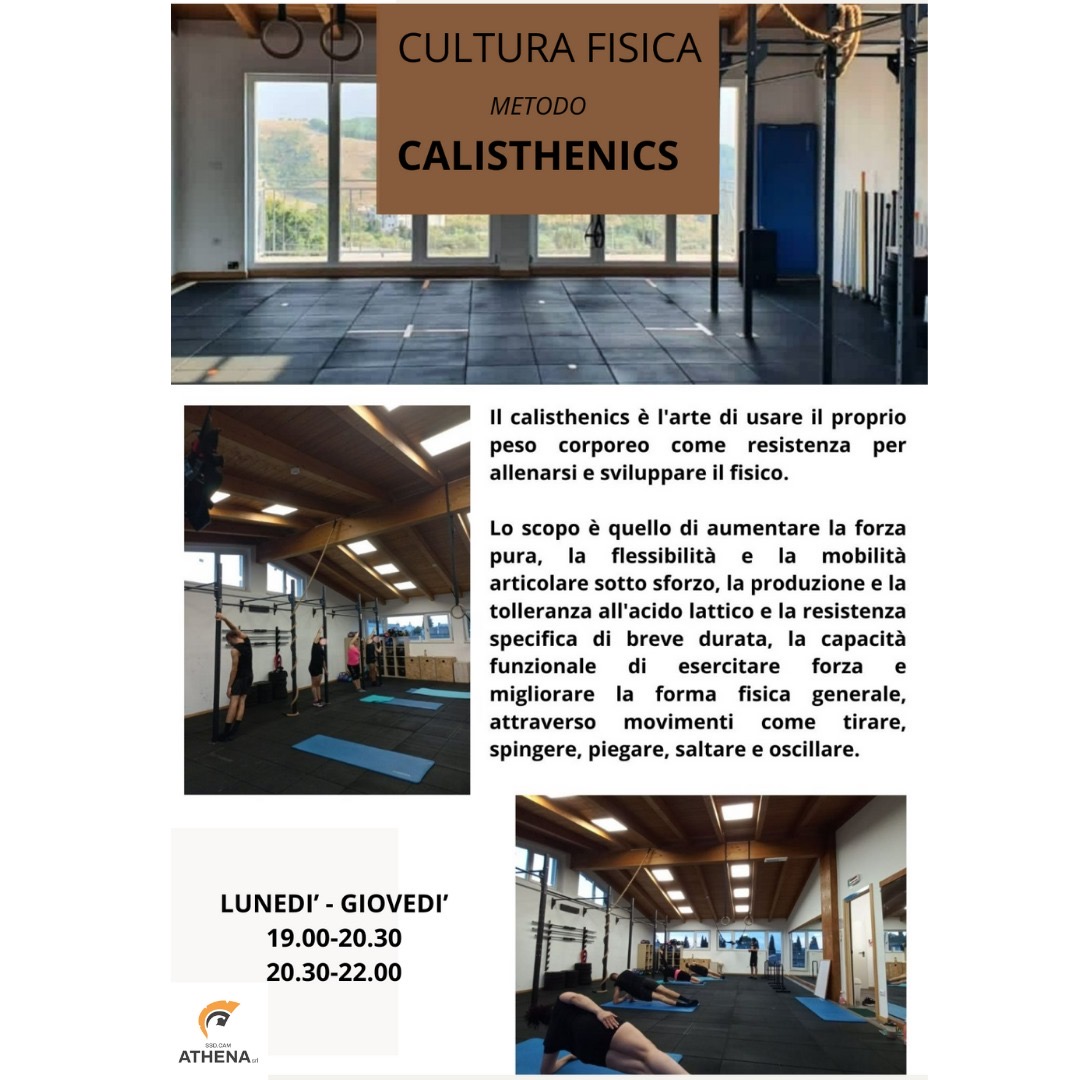 CULTURA FISICA
METODO
CALISTHENICS
Il calisthenics è l'arte di usare il proprio
peso corporeo come resistenza per
allenarsi e sviluppare il fisico.
Lo scopo è quello di aumentare la forza
pura, la flessibilità e la mobilità
articolare sotto sforzo, la produzione e la
tolleranza all'acido lattico e la resistenza
specifica di breve durata, la capacità
funzionale di esercitare forza e
migliorare la forma fisica generale,
attraverso movimenti come tirare,
spingere, piegare, saltare e oscillare.
LUNEDI’ - GIOVEDI’
19.00-20.30
20.30-22.00
SSD.CAM
ATHENA srl